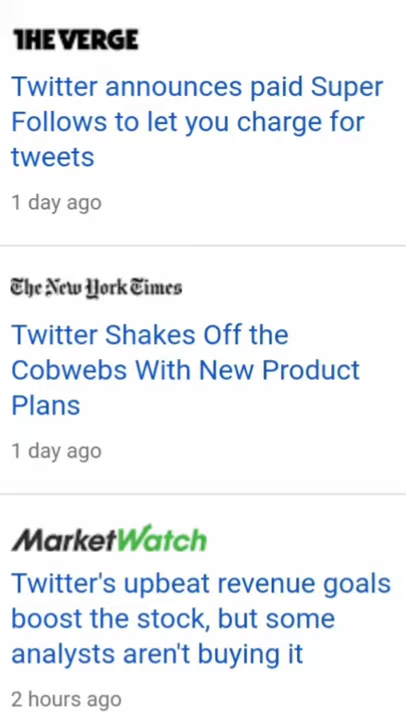 THE VERGE
Twitter announces paid Super
Follows to let you charge for
tweets
1 day ago
The New York Times
Twitter Shakes Off the
Cobwebs With New Product
Plans
1 day ago
MarketWatch
Twitter's upbeat revenue goals
boost the stock, but some
analysts aren't buying it
2 hours ago